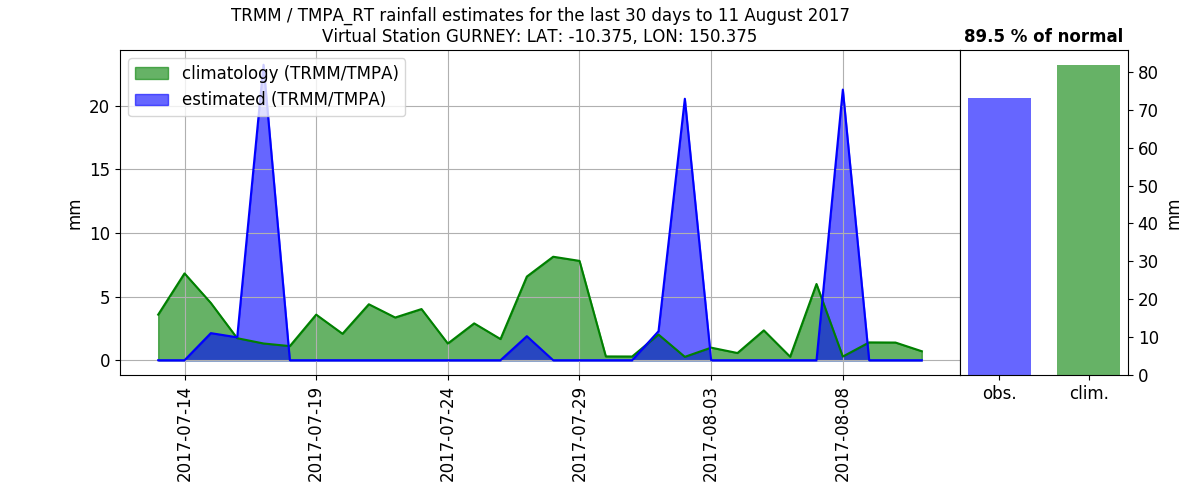 TRMM / TMPA_RT rainfall estimates for the last 30 days to 11 August 2017
Virtual Station GURNEY: LAT: -10.375, LON: 150.375
89.5 % of normal
climatology (TRMM/TMPA)
estimated (TRMM/TMPA)
mm
20
15
10
5
0
2017-07-14
2017-07-19
2017-07-24
2017-07-29
2017-08-03
2017-08-08
80
70
60
50
40
30
20
10
0
mm
obs.
clim.